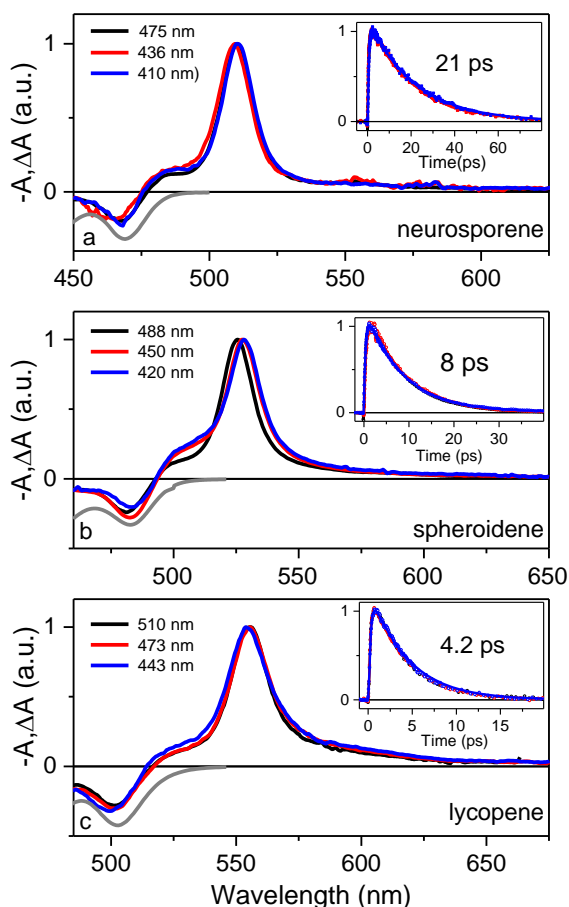 -A,ΔA (a.u.)
1
0
475 nm
436 nm
410 nm)
1
0
21 ps
0 20 40 60
Time(ps)
a
neurosporene
450 500 550 600
-A,ΔA (a.u.)
1
0
488 nm
450 nm
420 nm
1
0
8 ps
0 10 20 30
Time (ps)
b
spheroidene
500 550 600 650
-A,ΔA (a.u.)
1
0
510 nm
473 nm
443 nm
1
0
4.2 ps
0 5 10 15
Time (ps)
c
lycopene
500 550 600 650
Wavelength (nm)